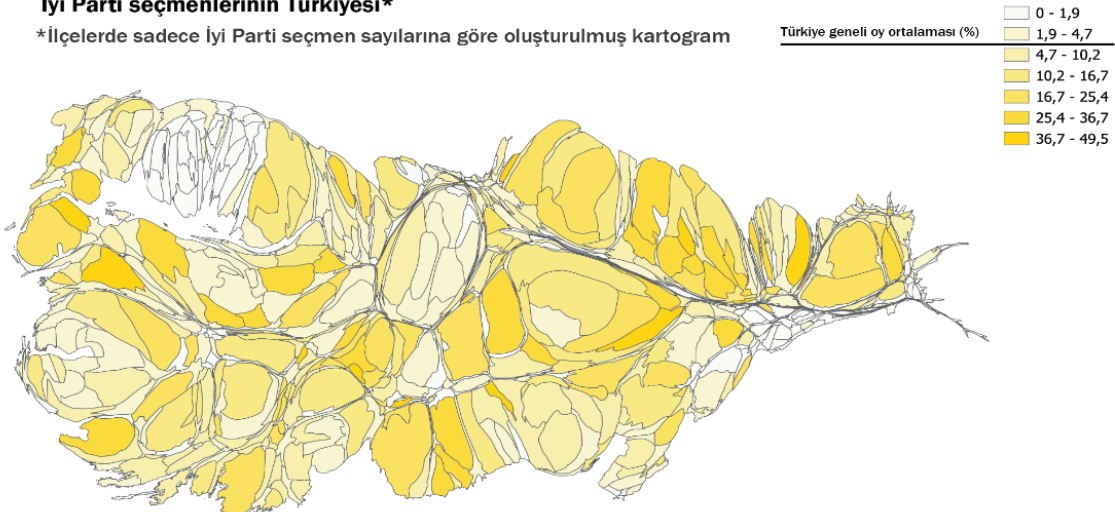 İyi Parti seçmenlerinin Türkiyesi*
*İlçelerde sadece İyi Parti seçmen sayılarına göre oluşturulmuş kartogram
Türkiye geneli oy ortalaması (%)
0 - 1,9
1,9 - 4,7
4,7 - 10,2
10,2 - 16,7
16,7 - 25,4
25,4 - 36,7
36,7 - 49,5